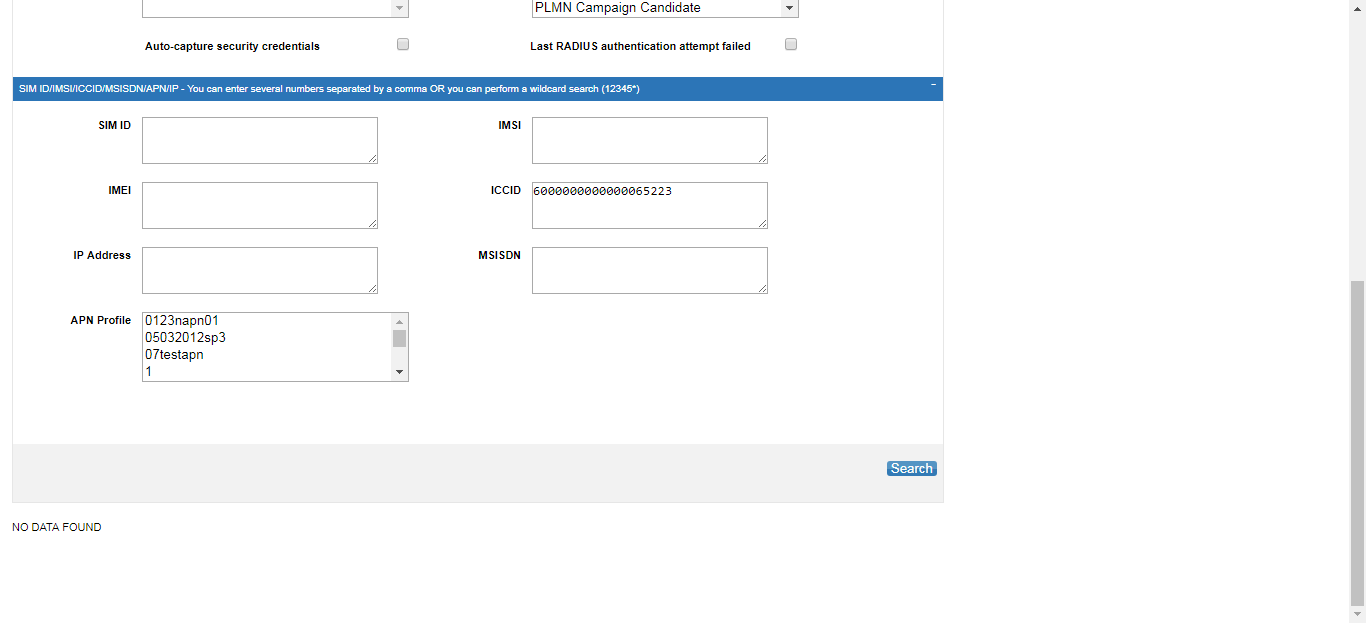 PLMN Campaign Candidate
Auto-capture security credentials
Last RADIUS authentication attempt failed
SIM ID/IMSI/ICCID/MSISDN/APN/IP - You can enter several numbers separated by a comma OR you can perform a wildcard search (12345*)
SIM ID
IMSI
IMEI
ICCID 6000000000000065223
IP Address
MSISDN
APN Profile
0123napn01
05032012sp3
07testapn
1
Search
NO DATA FOUND